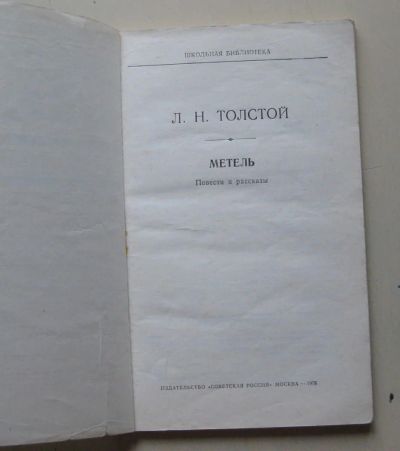 ШКОЛЬНАЯ БИБЛИОТЕКА
Л. Н. ТОЛСТОЙ
МЕТЕЛЬ
Повести и рассказы
ИЗДАТЕЛЬСТВО «СОВЕТСКАЯ РОССИЯ» МОСКВА —